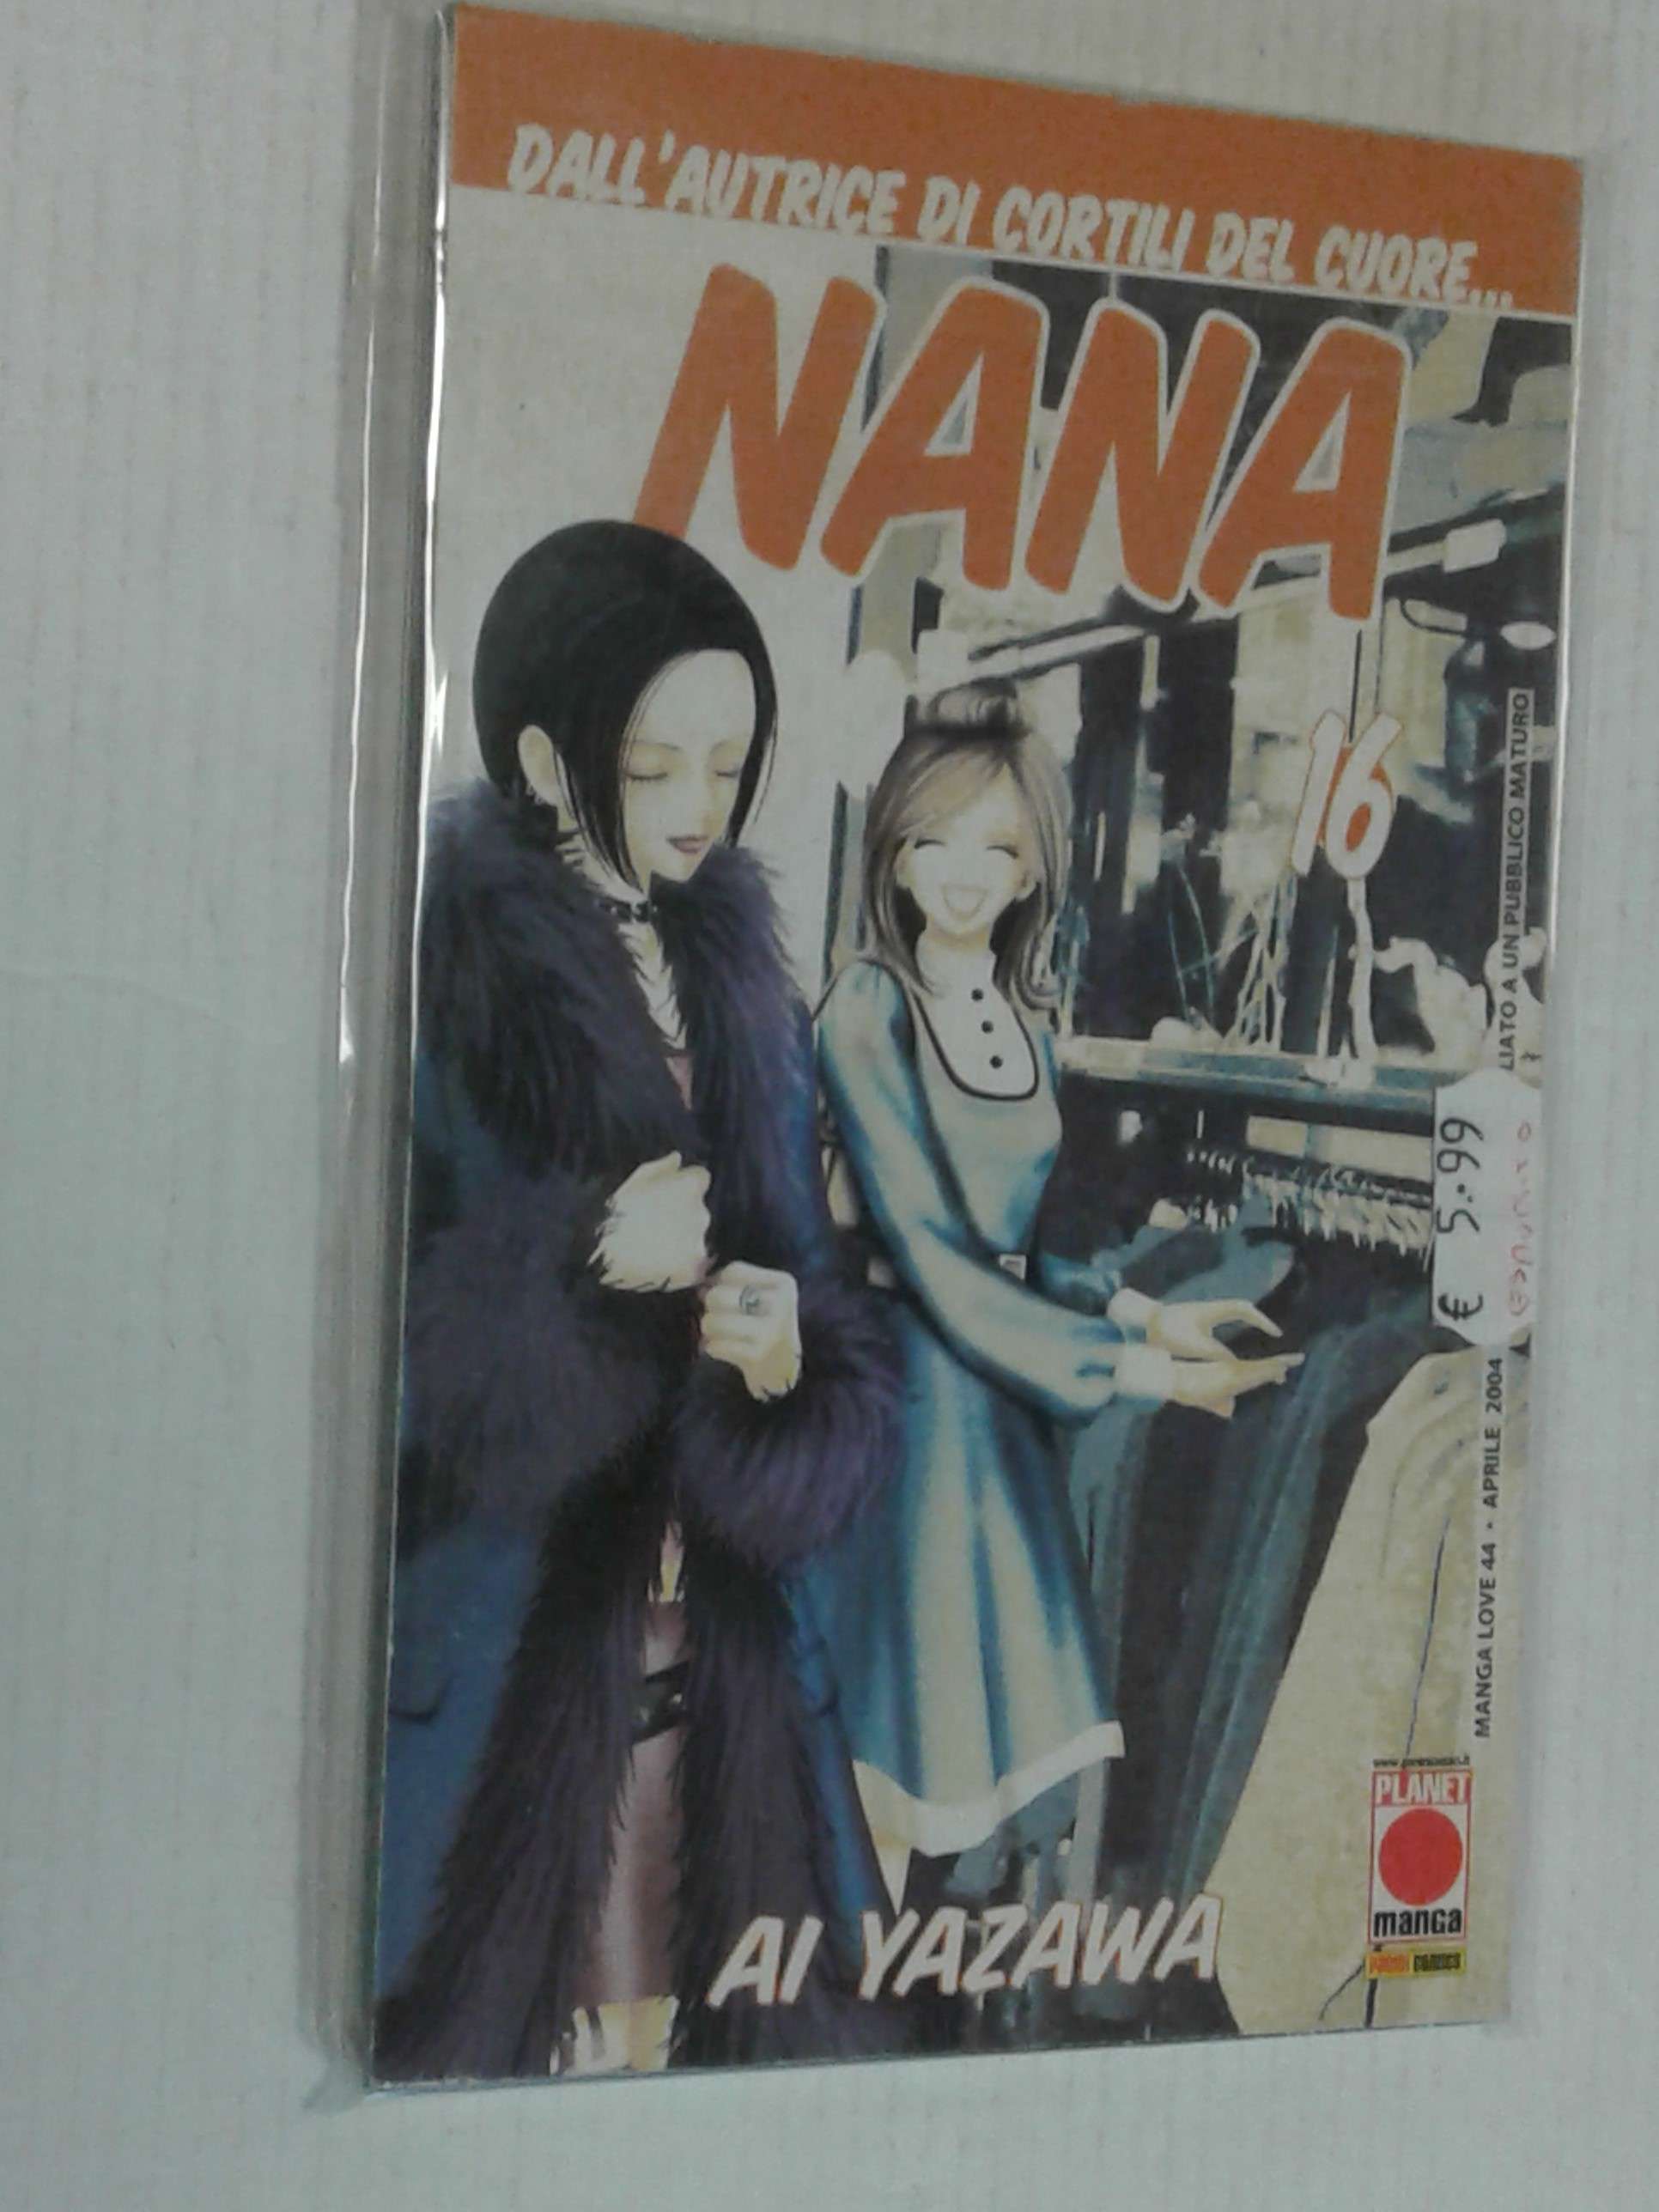 DALL'AUTRICE DI CORTILI DEL CUORE...
NANA
16
LIATO A UN PUBBLICO MATURO
€ 5.99
MANGA LOVE 44 • APRILE 2004
PLANET
manga
AI YAZAWA